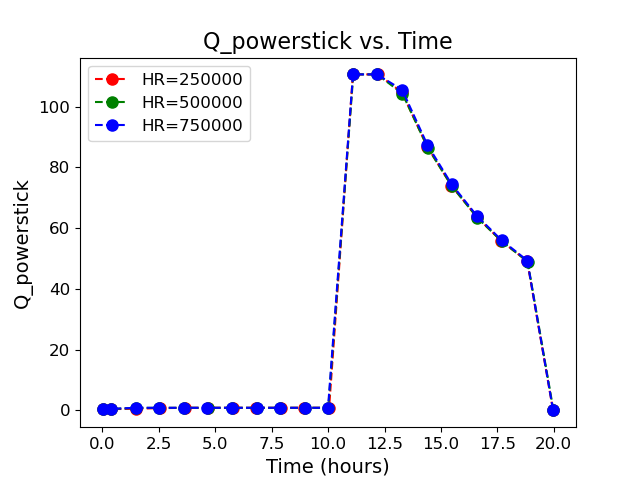 Q_powerstick vs. Time
HR=250000
HR=500000
HR=750000
Q_powerstick
100
80
60
40
20
0
0.0 2.5 5.0 7.5 10.0 12.5 15.0 17.5 20.0
Time (hours)